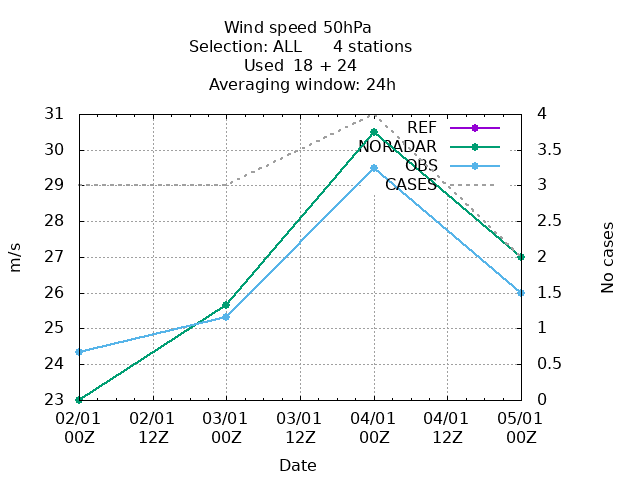 Wind speed 50hPa
Selection: ALL      4 stations
Used  18 + 24
Averaging window: 24h
31
30
29
28
27
26
25
24
23
m/s
4
3.5
3
2.5
2
1.5
1
0.5
0
No cases
REF
NORADAR
OBS
CASES
02/01 02/01 03/01 03/01 04/01 04/01 05/01
00Z 12Z 00Z 12Z 00Z 12Z 00Z
Date